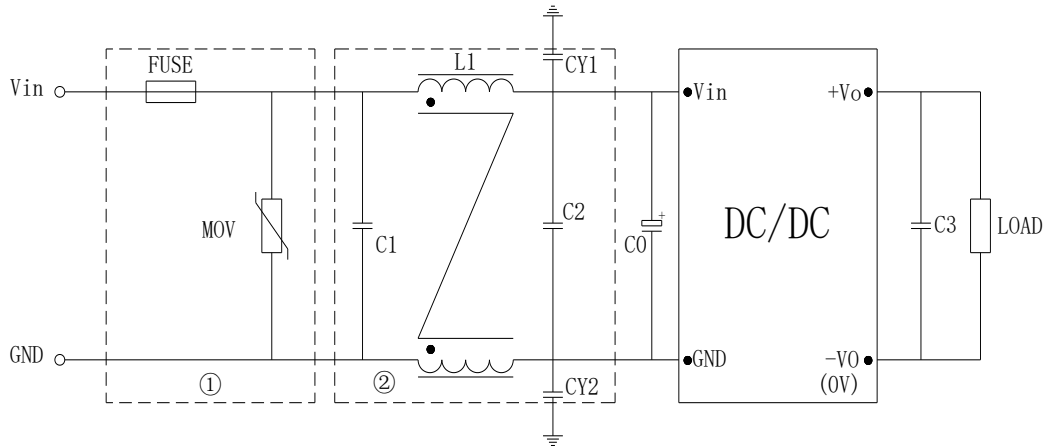 FUSE
L1
CY1
Vin
Vin
+Vo
MOV
C1
C2
C0
+
DC/DC
C3
LOAD
GND
GND
-VO
(0V)
①
②
CY2